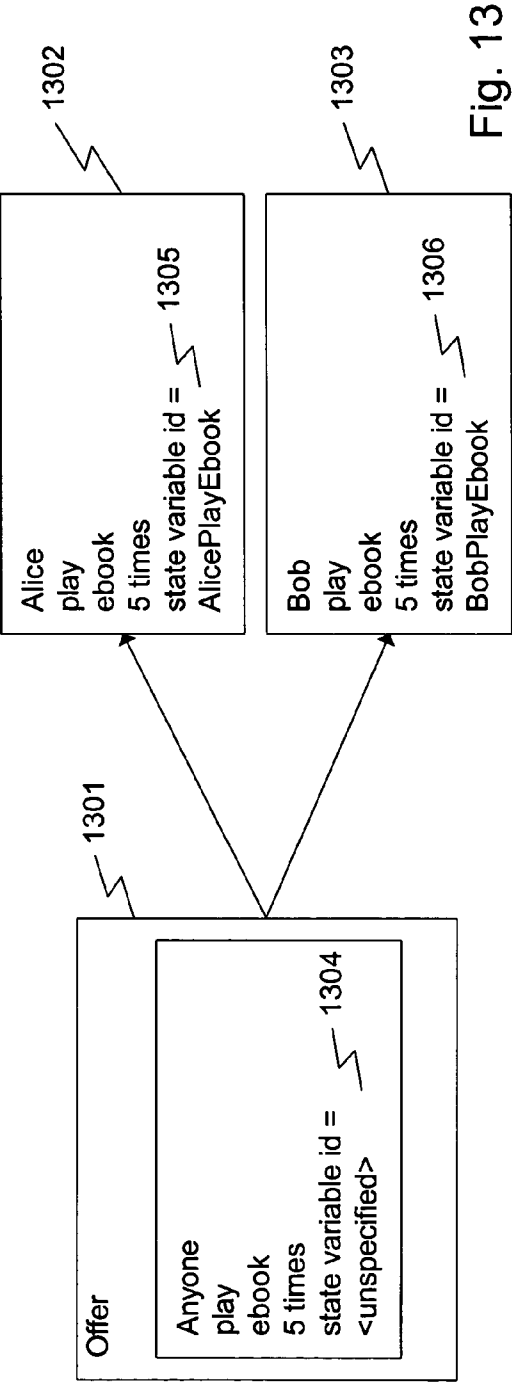 Offer
1301
Anyone
play
ebook
5 times
state variable id =
<unspecified>
1304
1302
Alice
play
ebook
5 times
state variable id =
AlicePlayEbook
1305
1303
Bob
play
ebook
5 times
state variable id =
BobPlayEbook
1306
Fig. 13